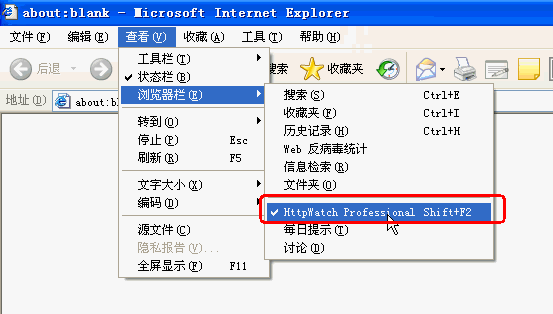 about:blank - Microsoft Internet Explorer
文件(F) 编辑(E) 查看(V) 收藏(A) 工具(T) 帮助(H)
后退 搜索 收藏夹
地址(D) about:bl
工具栏(T)
状态栏(B)
浏览器栏(E)
转到(O)
停止(P) Esc
刷新(R) F5
文字大小(X)
编码(D)
源文件(C)
隐私报告(V)...
全屏显示(F) F11
搜索(S) Ctrl+E
收藏夹(F) Ctrl+I
历史记录(H) Ctrl+H
Web 反病毒统计
信息检索(R)
文件夹(O)
HttpWatch Professional Shift+F2
每日提示(T)
讨论(D)